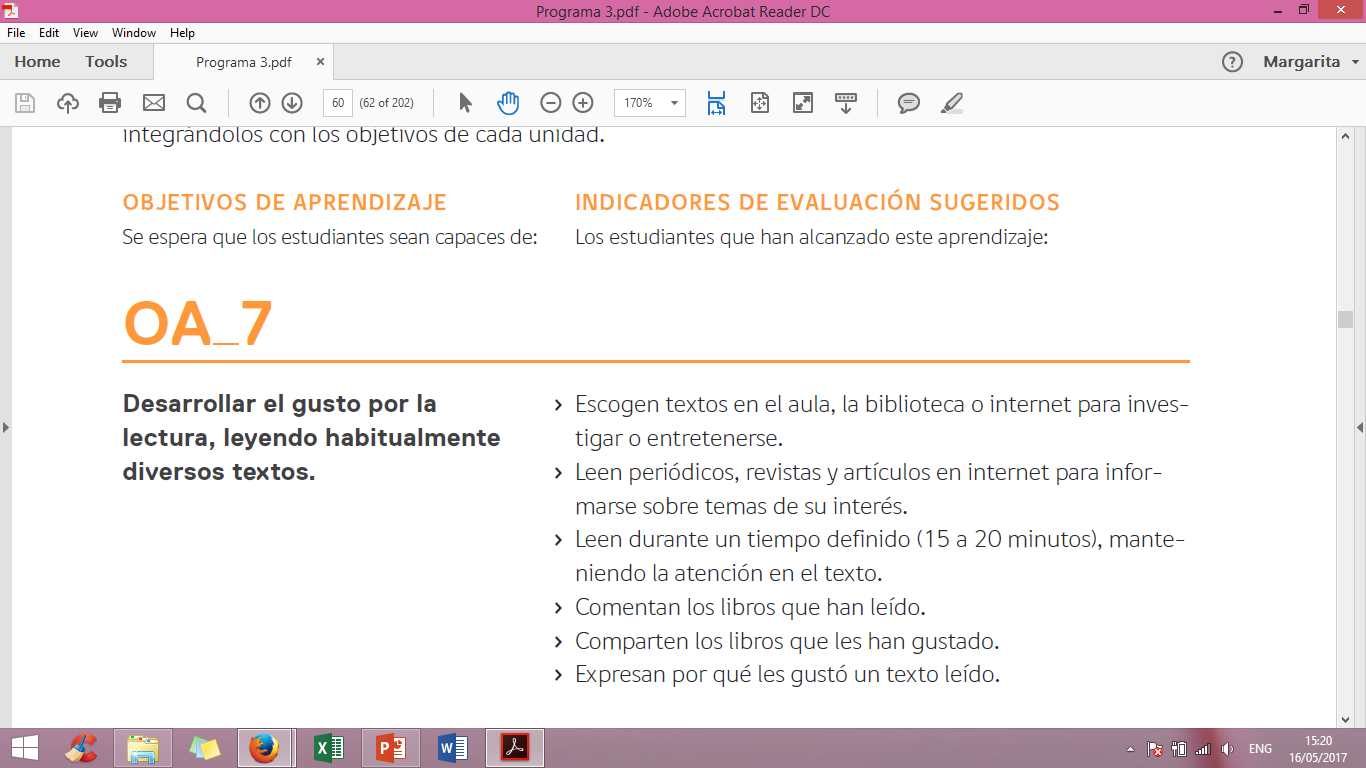 Programa 3.pdf - Adobe Acrobat Reader DC
File Edit View Window Help
Home Tools Programa 3.pdf × ? Margarita
60 (62 of 202) 170%
integrándolos con los objetivos de cada unidad.
OBJETIVOS DE APRENDIZAJE
Se espera que los estudiantes sean capaces de:
INDICADORES DE EVALUACIÓN SUGERIDOS
Los estudiantes que han alcanzado este aprendizaje:
OA_7
Desarrollar el gusto por la
lectura, leyendo habitualmente
diversos textos.
› Escogen textos en el aula, la biblioteca o internet para inves-
tigar o entretenerse.
› Leen periódicos, revistas y artículos en internet para infor-
marse sobre temas de su interés.
› Leen durante un tiempo definido (15 a 20 minutos), mante-
niendo la atención en el texto.
› Comentan los libros que han leído.
› Comparten los libros que les han gustado.
› Expresan por qué les gustó un texto leído.
ENG
15:20
16/05/2017